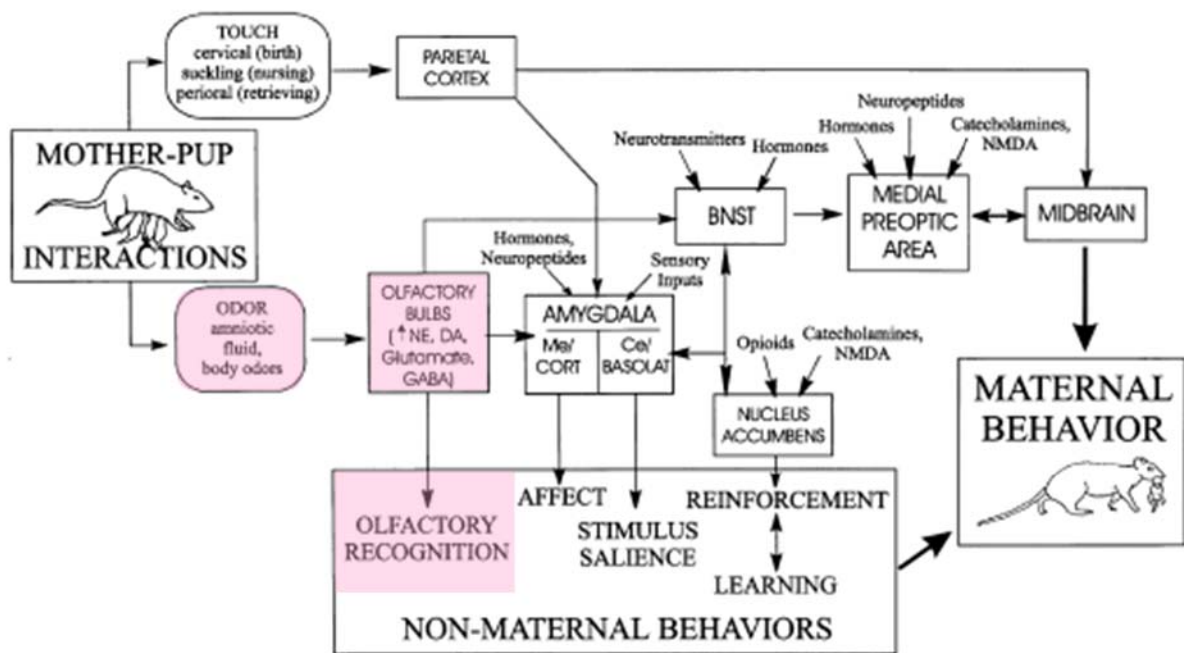 TOUCH
cervical (birth)
suckling (nursing)
perioral (retrieving)
PARIETAL
CORTEX
MOTHER-PUP
INTERACTIONS
ODOR
amniotic
fluid,
body odors
OLFACTORY
BULBS
(↑NE, DA,
Glutamate,
GABA)
Hormones,
Neuropeptides
Sensory
Inputs
AMYGDALA
Me/
CORT
Ce/
BASOLAT
Neurotransmitters
Hormones
BNST
Neuropeptides
Hormones
Catecholamines,
NMDA
MEDIAL
PREOPTIC
AREA
MIDBRAIN
Opioids
Catecholamines,
NMDA
NUCLEUS
ACCUMBENS
MATERNAL
BEHAVIOR
OLFACTORY
RECOGNITION
AFFECT
STIMULUS
SALIENCE
REINFORCEMENT
LEARNING
NON-MATERNAL BEHAVIORS